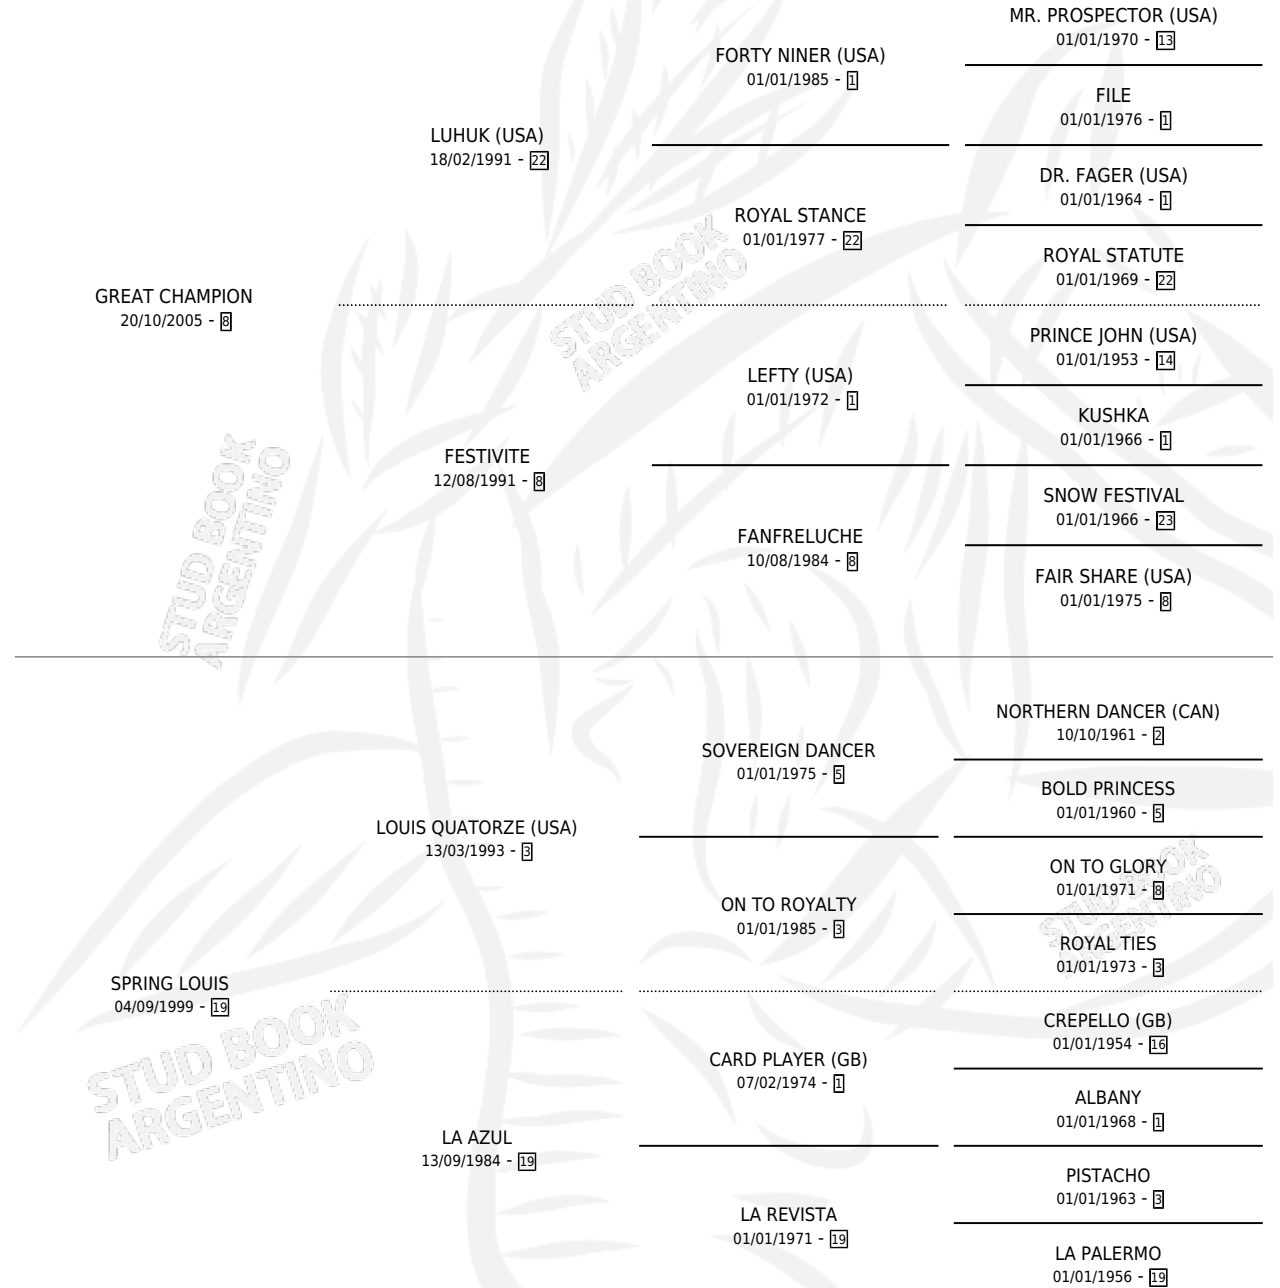 MR. PROSPECTOR (USA)
01/01/1970 - 13
FORTY NINER (USA)
01/01/1985 - 1
FILE
01/01/1976 - 1
LUHUK (USA)
18/02/1991 - 22
DR. FAGER (USA)
01/01/1964 - 1
ROYAL STANCE
01/01/1977 - 22
ROYAL STATUTE
01/01/1969 - 22
GREAT CHAMPION
20/10/2005 - 8
STUD BOOK
ARGENTINO
PRINCE JOHN (USA)
01/01/1953 - 14
LEFTY (USA)
01/01/1972 - 1
KUSHKA
01/01/1966 - 1
FESTIVITE
12/08/1991 - 8
SNOW FESTIVAL
01/01/1966 - 23
FANFRELUCHE
10/08/1984 - 8
FAIR SHARE (USA)
01/01/1975 - 8
STUD BOOK
ARGENTINO
NORTHERN DANCER (CAN)
10/10/1961 - 2
SOVEREIGN DANCER
01/01/1975 - 5
BOLD PRINCESS
01/01/1960 - 5
LOUIS QUATORZE (USA)
13/03/1993 - 3
ON TO GLORY
01/01/1971 - 8
ON TO ROYALTY
01/01/1985 - 3
STUD BOOK
ARGENTINO
ROYAL TIES
01/01/1973 - 3
SPRING LOUIS
04/09/1999 - 19
STUD BOOK
ARGENTINO
CREPELLO (GB)
01/01/1954 - 16
CARD PLAYER (GB)
07/02/1974 - 1
ALBANY
01/01/1968 - 1
LA AZUL
13/09/1984 - 19
PISTACHO
01/01/1963 - 3
LA REVISTA
01/01/1971 - 19
LA PALERMO
01/01/1956 - 19